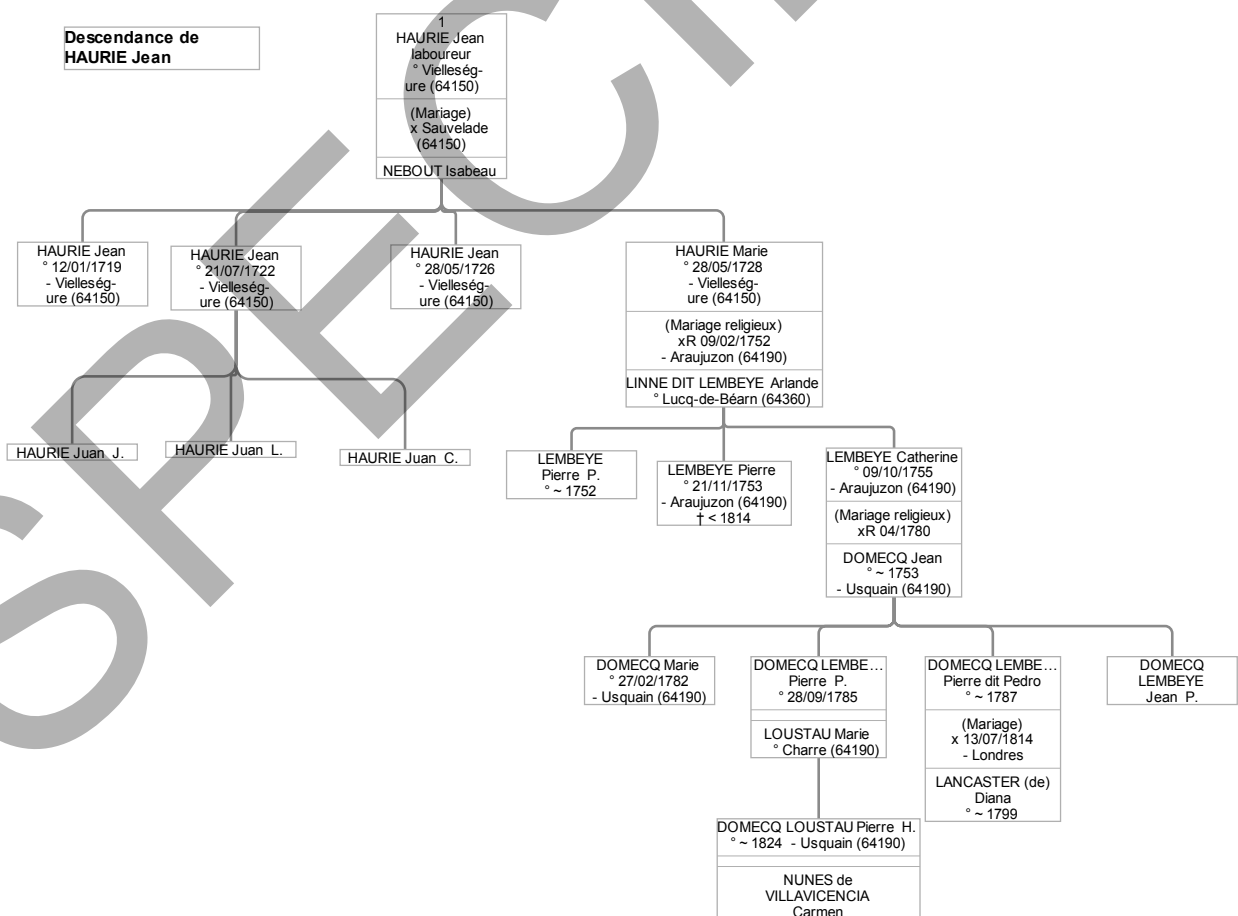 Descendance de
HAURIE Jean
1
HAURIE Jean
laboureur
° Vielleség-
ure (64150)
(Mariage)
x Sauvelade
(64150)
NEBOUT Isabeau
HAURIE Jean
° 12/01/1719
- Vielleség-
ure (64150)
HAURIE Jean
° 21/07/1722
- Vielleség-
ure (64150)
HAURIE Jean
° 28/05/1726
- Vielleség-
ure (64150)
HAURIE Marie
° 28/05/1728
- Vielleség-
ure (64150)
(Mariage religieux)
xR 09/02/1752
- Araujuzon (64190)
LINNE DIT LEMBEYE Arlande
° Lucq-de-Béarn (64360)
HAURIE Juan J.
HAURIE Juan L.
HAURIE Juan C.
LEMBEYE
Pierre P.
° ~ 1752
LEMBEYE Pierre
° 21/11/1753
- Araujuzon (64190)
† < 1814
LEMBEYE Catherine
° 09/10/1755
- Araujuzon (64190)
(Mariage religieux)
xR 04/1780
DOMECQ Jean
° ~ 1753
- Usquain (64190)
DOMECQ Marie
° 27/02/1782
- Usquain (64190)
DOMECQ LEMBE…
Pierre P.
° 28/09/1785
LOUSTAU Marie
° Charre (64190)
DOMECQ LEMBE…
Pierre dit Pedro
° ~ 1787
(Mariage)
x 13/07/1814
- Londres
LANCASTER (de)
Diana
° ~ 1799
DOMECQ
LEMBEYE
Jean P.
DOMECQ LOUSTAU Pierre H.
° ~ 1824 - Usquain (64190)
NUNES de
VILLAVICENCIA
Carmen
SPECI